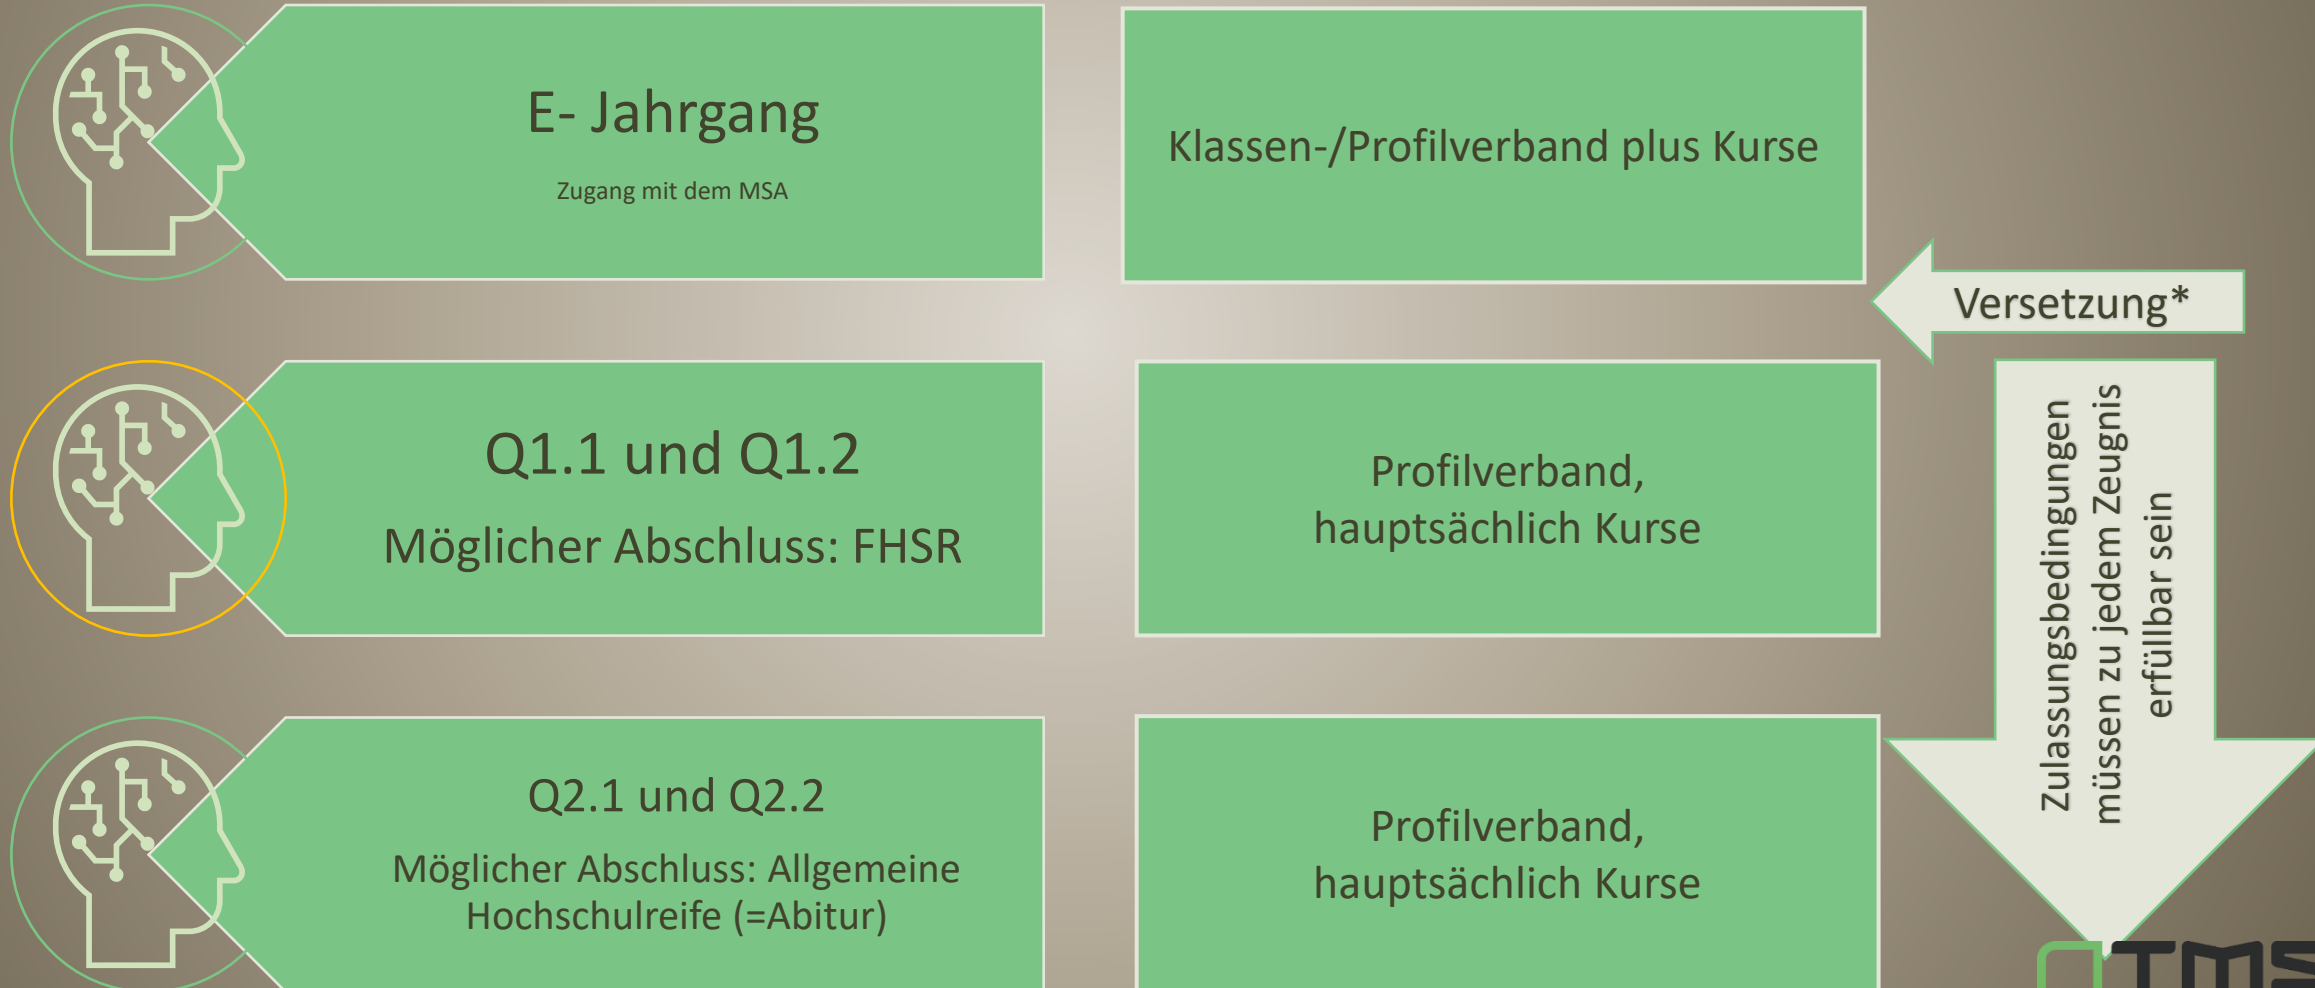 E- Jahrgang
Zugang mit dem MSA
Klassen-/Profilverband plus Kurse
Versetzung*
Q1.1 und Q1.2
Möglicher Abschluss: FHSR
Profilverband,
hauptsächlich Kurse
Zulassungsbedingungen
müssen zu jedem Zeugnis
erfüllbar sein
Q2.1 und Q2.2
Möglicher Abschluss: Allgemeine
Hochschulreife (=Abitur)
Profilverband,
hauptsächlich Kurse
TMS